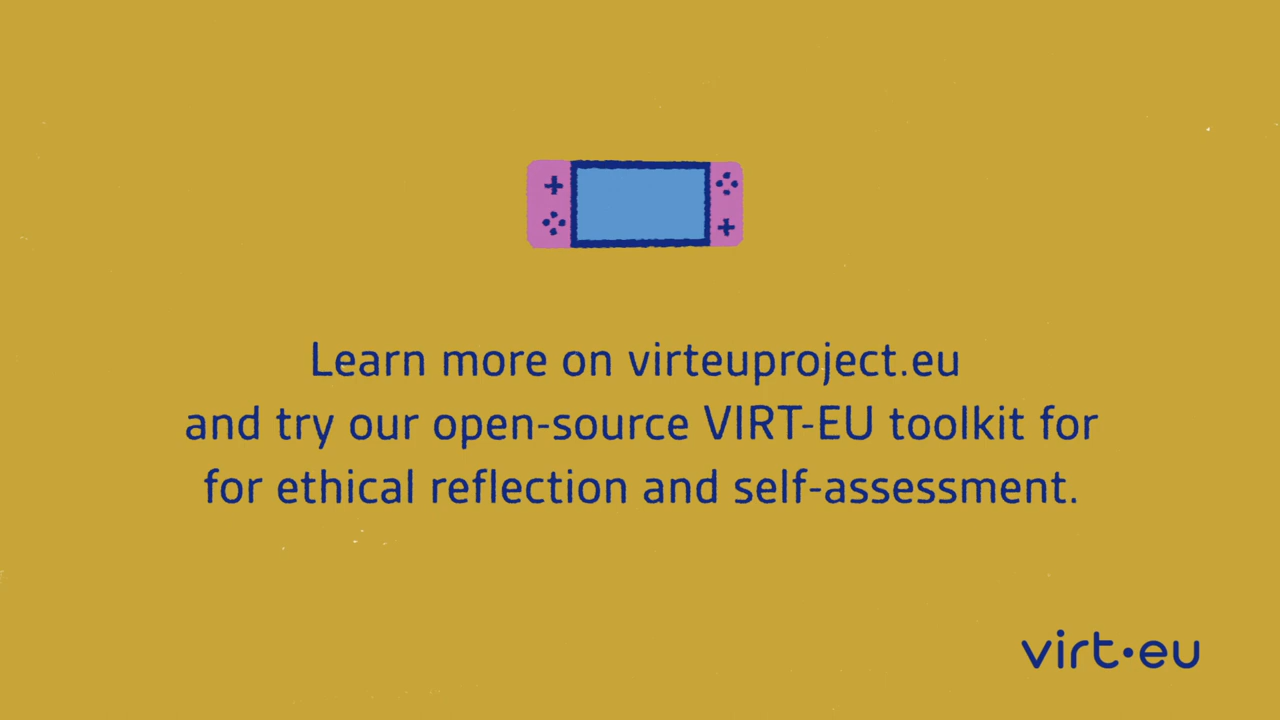 Learn more on virteuproject.eu
and try our open-source VIRT-EU toolkit for
for ethical reflection and self-assessment.
virt•eu